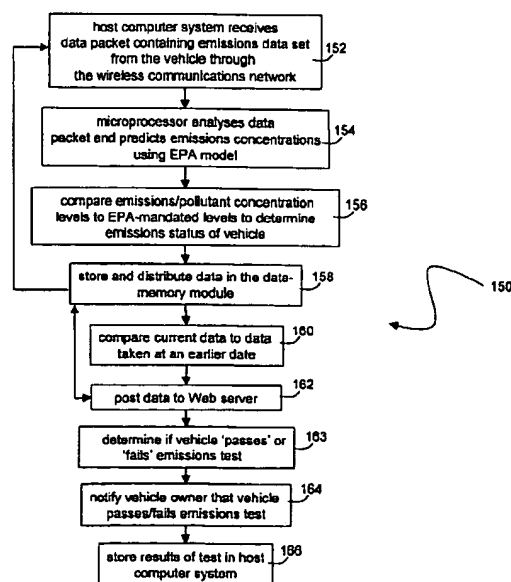 host computer system receives
data packet containing emissions data set
from the vehicle through
the wireless communications network
152
microprocessor analyses data
packet and predicts emissions concentrations
using EPA model
154
compare emissions/pollutant concentration
levels to EPA-mandated levels to determine
emissions status of vehicle
156
store and distribute data in the data-
memory module
158
150
compare current data to data
taken at an earlier date
160
post data to Web server
162
determine if vehicle 'passes' or
'fails' emissions test
163
notify vehicle owner that vehicle
passes/fails emissions test
164
store results of test in host
computer system
166